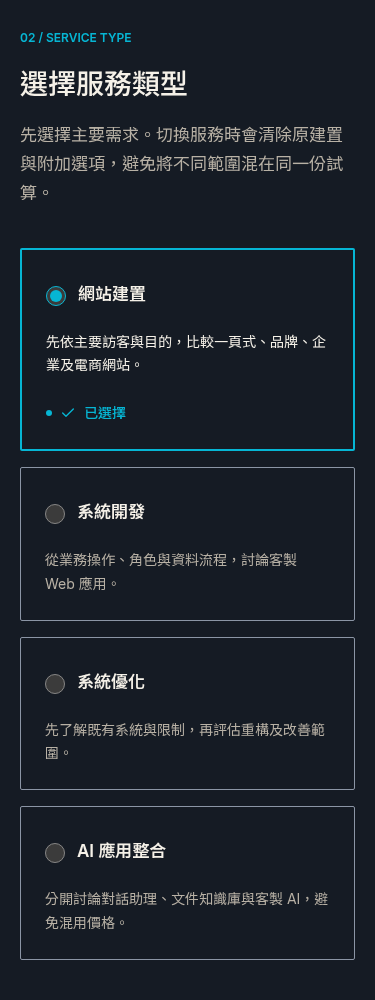 02 / SERVICE TYPE
選擇服務類型
先選擇主要需求。切換服務時會清除原建置
與附加選項，避免將不同範圍混在同一份試
算。
網站建置
先依主要訪客與目的，比較一頁式、品牌、企
業及電商網站。
已選擇
系統開發
從業務操作、角色與資料流程，討論客製
Web 應用。
系統優化
先了解既有系統與限制，再評估重構及改善範
圍。
AI 應用整合
分開討論對話助理、文件知識庫與客製 AI，避
免混用價格。